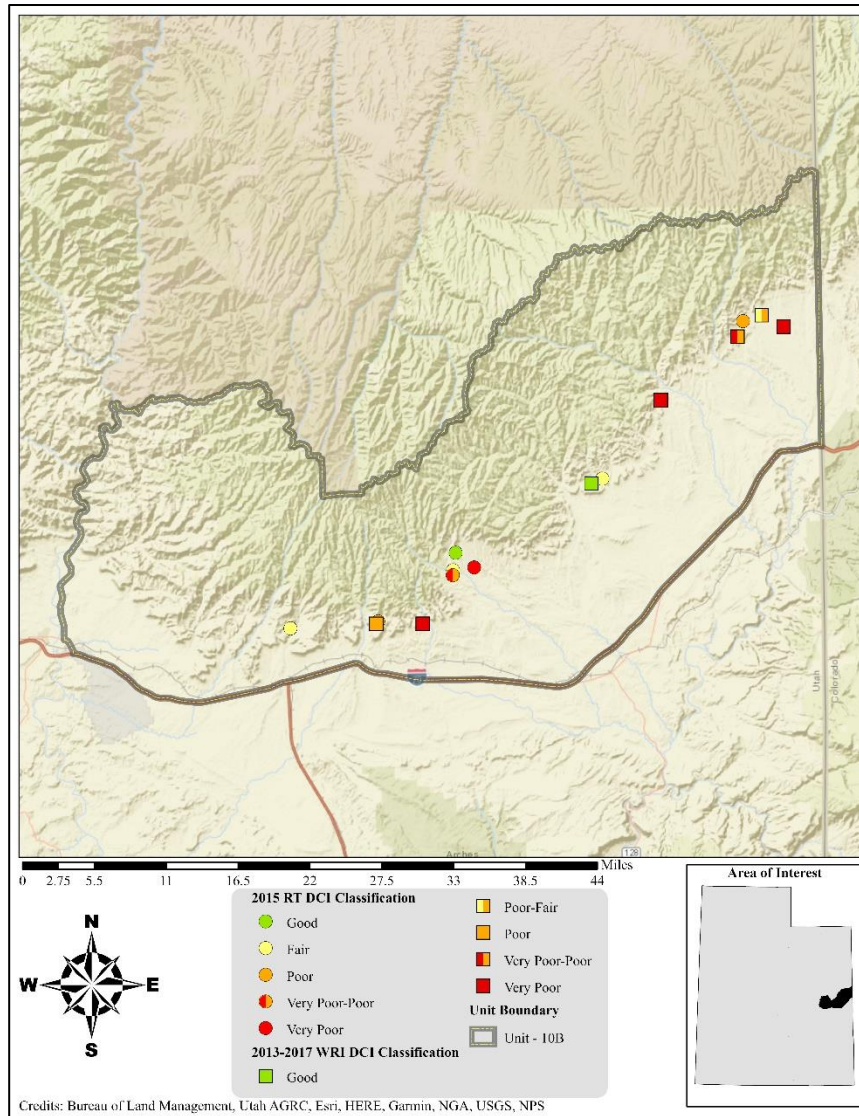 Utah
Colorado
Arches
128
Miles
0 2.75 5.5 11 16.5 22 27.5 33 38.5 44
2015 RT DCI Classification
Good
Fair
Poor
Very Poor-Poor
Very Poor
2013-2017 WRI DCI Classification
Good
Poor-Fair
Poor
Very Poor-Poor
Very Poor
Unit Boundary
Unit - 10B
N
W E
S
Area of Interest
Credits: Bureau of Land Management, Utah AGRC, Esri, HERE, Garmin, NGA, USGS, NPS